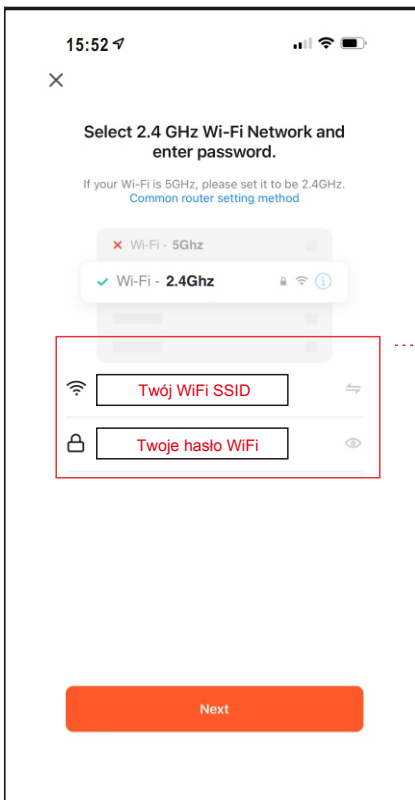 15:52
Select 2.4 GHz Wi-Fi Network and
enter password.
If your Wi-Fi is 5GHz, please set it to be 2.4GHz.
Common router setting method
Wi-Fi - 5Ghz
Wi-Fi - 2.4Ghz
Twój WiFi SSID
Twoje hasło WiFi
Next